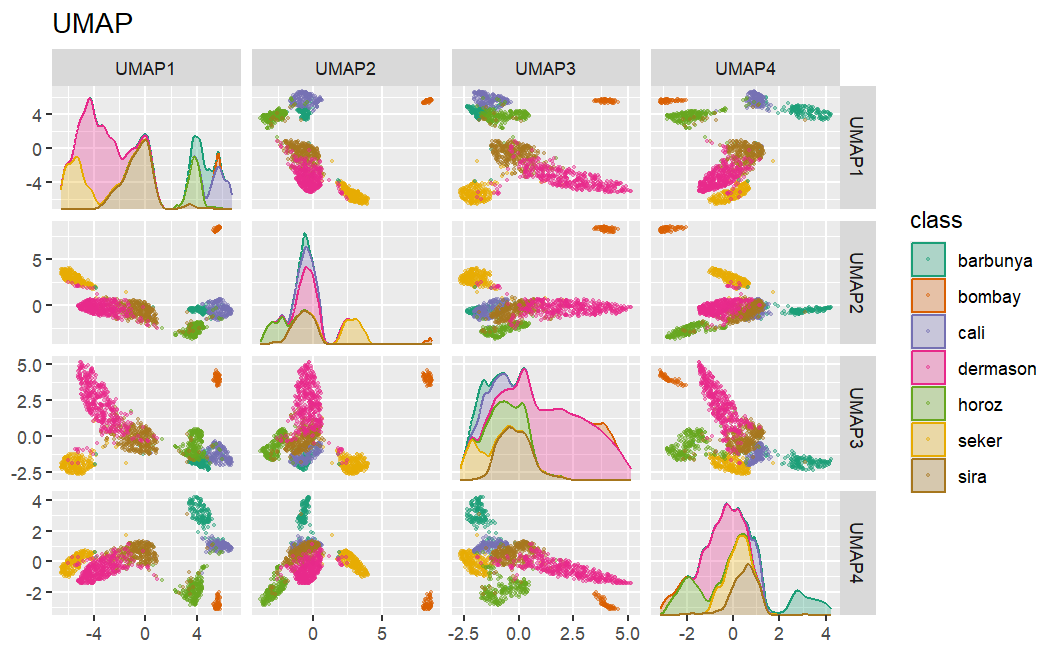 UMAP
UMAP1 UMAP2 UMAP3 UMAP4
4
0
-4
UMAP1
5
0
UMAP2
5.0
2.5
0.0
-2.5
UMAP3
4
2
0
-2
UMAP4
-4 0 4 0 5 -2.5 0.0 2.5 5.0 -2 0 2 4
class
barbunya
bombay
cali
dermason
horoz
seker
sira